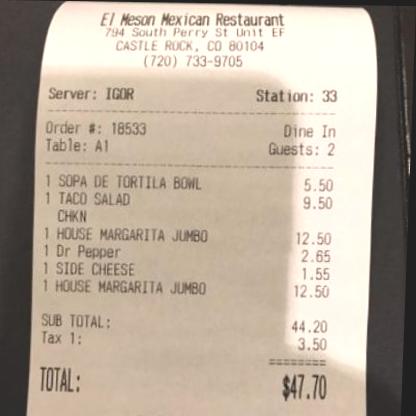 El Meson Mexican Restaurant
794 South Perry St Unit EF
CASTLE ROCK, CO 80104
(720) 733-9705
Server: IGOR Station: 33
Order #: 18533 Dine In
Table: A1 Guests: 2
1 SOPA DE TORTILA BOWL 5.50
1 TACO SALAD 9.50
CHKN
1 HOUSE MARGARITA JUMBO 12.50
1 Dr Pepper 2.65
1 SIDE CHEESE 1.55
1 HOUSE MARGARITA JUMBO 12.50
SUB TOTAL: 44.20
Tax 1: 3.50
========
TOTAL: $47.70